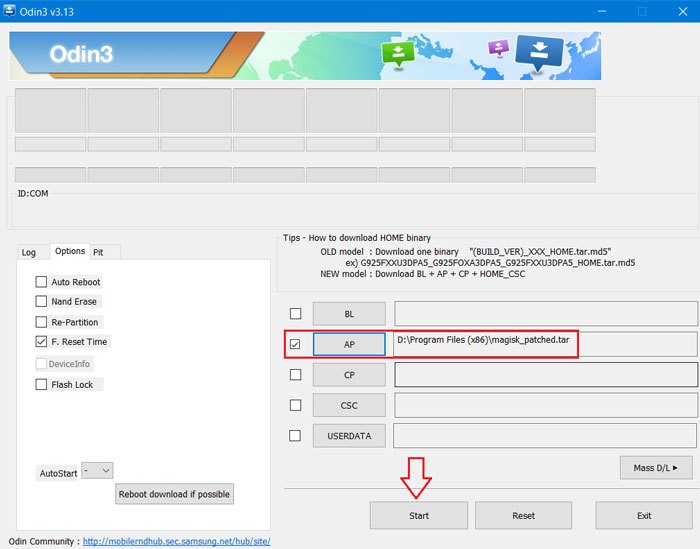 Odin3 v3.13
Odin3
ID:COM
Tips - How to download HOME binary
OLD model : Download one binary "(BUILD_VER)_XXX_HOME.tar.md5"
ex) G925FXXU3DPA5_G925FOXA3DPA5_G925FXXU3DPA5_HOME.tar.md5
NEW model : Download BL + AP + CP + HOME_CSC
Log Options Pit
Auto Reboot
Nand Erase
Re-Partition
F. Reset Time
DeviceInfo
Flash Lock
AutoStart -
Reboot download if possible
BL
AP D:\Program Files (x86)\magisk_patched.tar
CP
CSC
USERDATA
Mass D/L
Start Reset Exit
Odin Community : http://mobilerndhub.sec.samsung.net/hub/site/